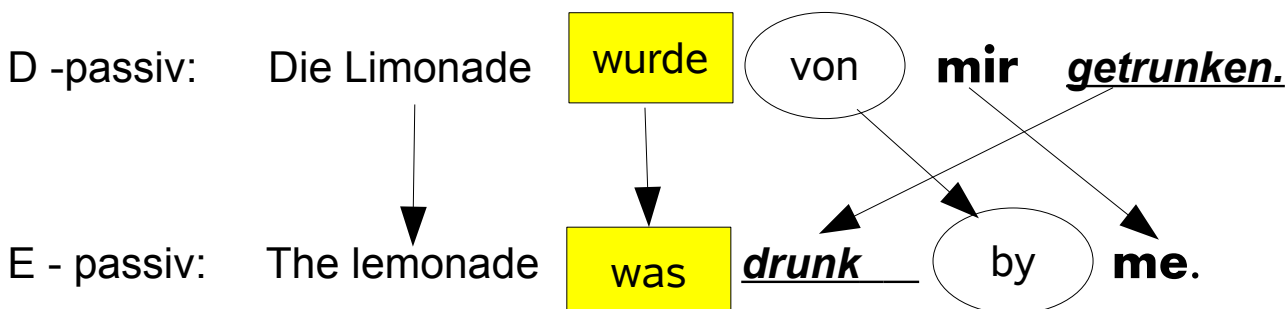 D -passiv: Die Limonade wurde von mir getrunken.
E - passiv: The lemonade was drunk by me.